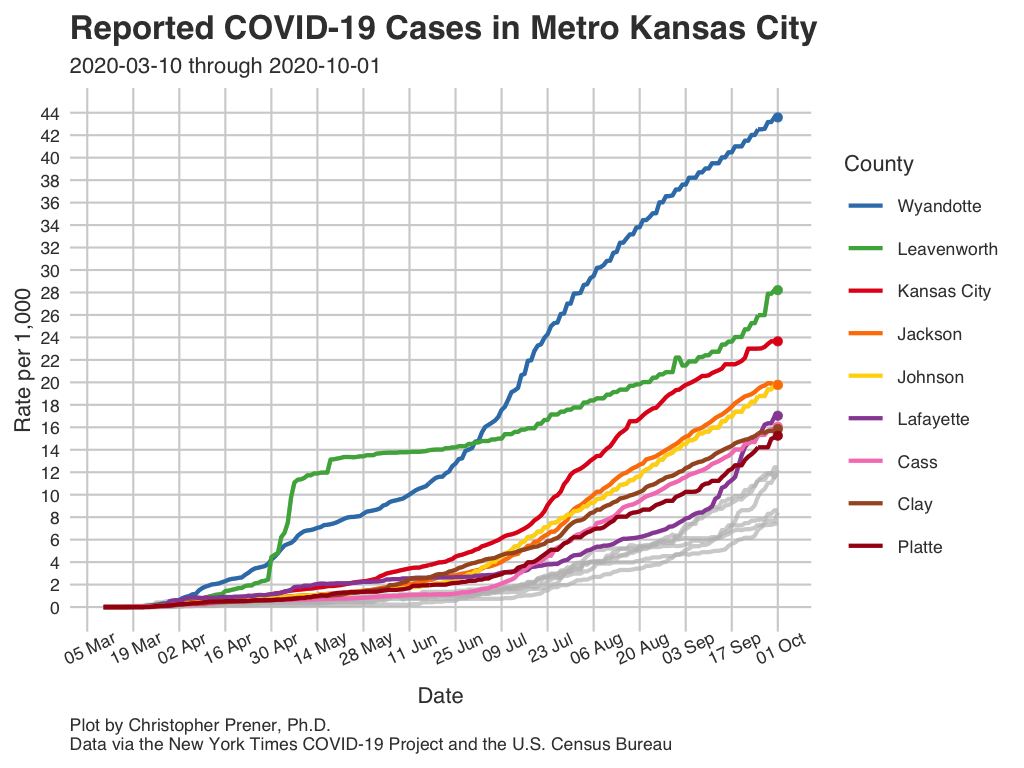 Reported COVID-19 Cases in Metro Kansas City
2020-03-10 through 2020-10-01
Rate per 1,000
44
42
40
38
36
34
32
30
28
26
24
22
20
18
16
14
12
10
8
6
4
2
0
05 Mar
19 Mar
02 Apr
16 Apr
30 Apr
14 May
28 May
11 Jun
25 Jun
09 Jul
23 Jul
06 Aug
20 Aug
03 Sep
17 Sep
01 Oct
Date
County
Wyandotte
Leavenworth
Kansas City
Jackson
Johnson
Lafayette
Cass
Clay
Platte
Plot by Christopher Prener, Ph.D.
Data via the New York Times COVID-19 Project and the U.S. Census Bureau